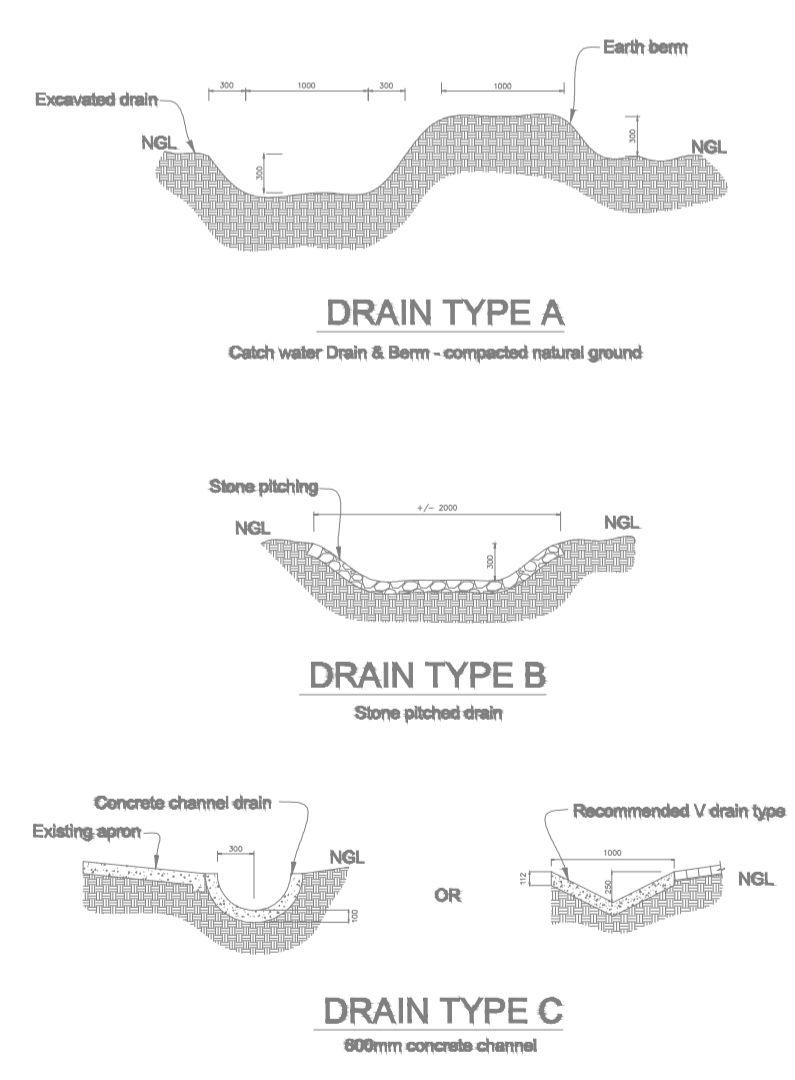 Earth berm
300
1000
300
1000
Excavated drain
NGL
300
300
NGL
DRAIN TYPE A
Catch water Drain & Berm - compacted natural ground
Stone pitching
+/- 2000
NGL
NGL
300
DRAIN TYPE B
Stone pitched drain
Concrete channel drain
Existing apron
300
NGL
100
OR
Recommended V drain type
1000
112
250
NGL
DRAIN TYPE C
600mm concrete channel